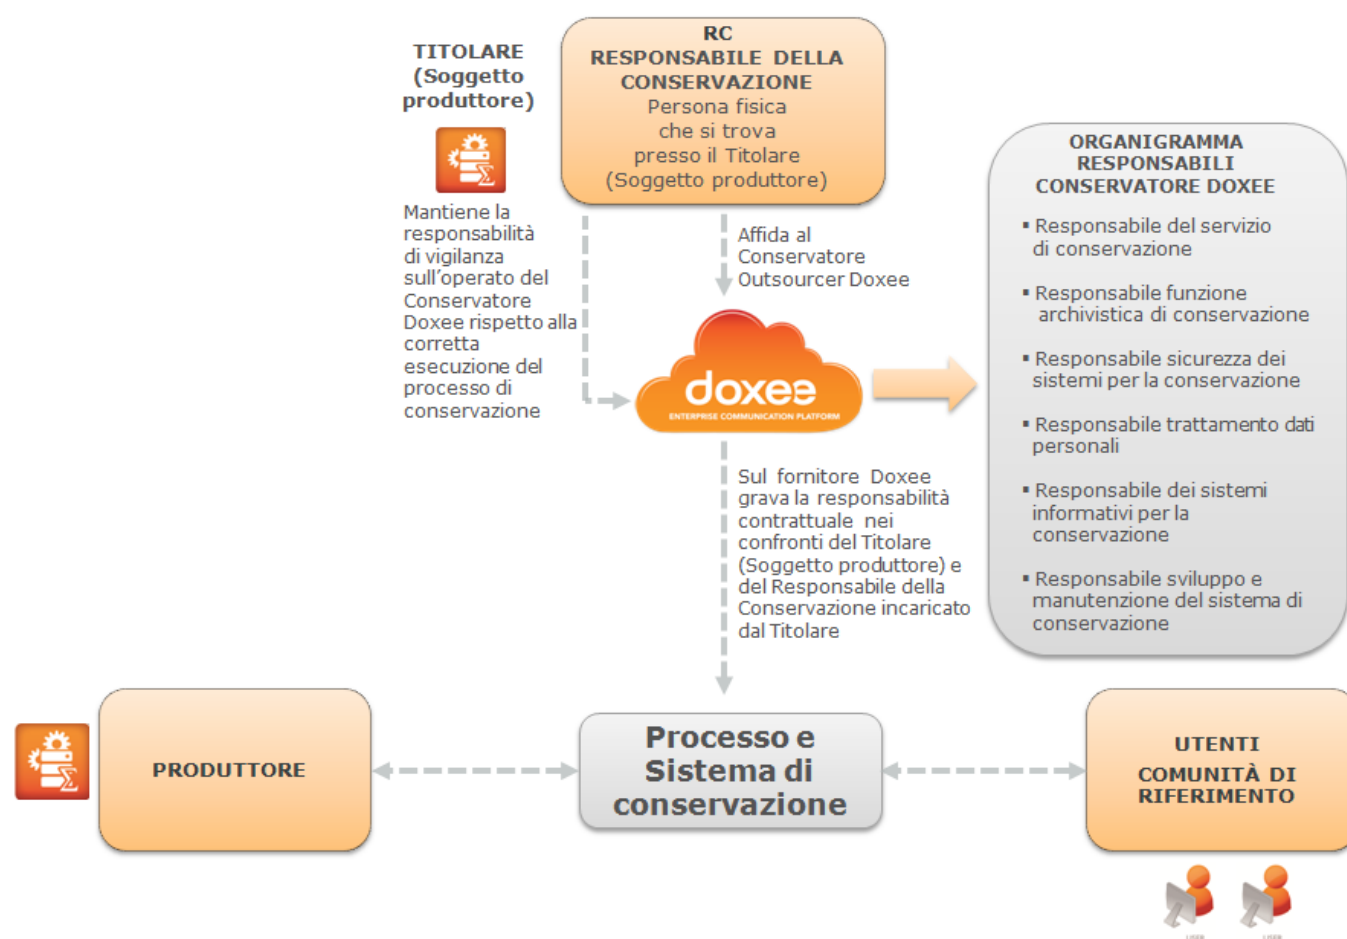 TITOLARE
(Soggetto
produttore)
Mantiene la
responsabilità
di vigilanza
sull'operato del
Conservatore
Doxee rispetto alla
corretta
esecuzione del
processo di
conservazione
RC
RESPONSABILE DELLA
CONSERVAZIONE
Persona fisica
che si trova
presso il Titolare
(Soggetto produttore)
Affida al
Conservatore
Outsourcer Doxee
doxee
ENTERPRISE COMMUNICATION PLATFORM
ORGANIGRAMMA
RESPONSABILI
CONSERVATORE DOXEE
▪ Responsabile del servizio
di conservazione
▪ Responsabile funzione
archivistica di conservazione
▪ Responsabile sicurezza dei
sistemi per la conservazione
▪ Responsabile trattamento dati
personali
▪ Responsabile dei sistemi
informativi per la
conservazione
▪ Responsabile sviluppo e
manutenzione del sistema di
conservazione
Sul fornitore Doxee
grava la responsabilità
contrattuale nei
confronti del Titolare
(Soggetto produttore) e
del Responsabile della
Conservazione incaricato
dal Titolare
PRODUTTORE
Processo e
Sistema di
conservazione
UTENTI
COMUNITÀ DI
RIFERIMENTO
USER
USER